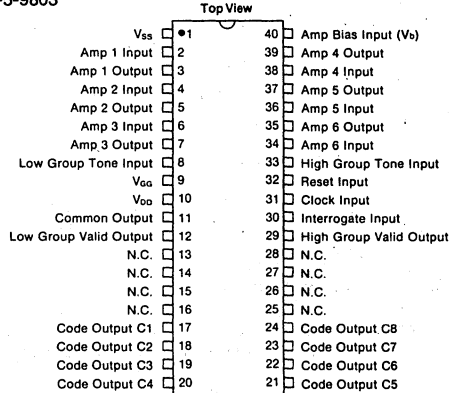 -5-9803
Top View
Vss 1 40 Amp Bias Input (Vb)
Amp 1 Input 2 39 Amp 4 Output
Amp 1 Output 3 38 Amp 4 Input
Amp 2 Input 4 37 Amp 5 Output
Amp 2 Output 5 36 Amp 5 Input
Amp 3 Input 6 35 Amp 6 Output
Amp 3 Output 7 34 Amp 6 Input
Low Group Tone Input 8 33 High Group Tone Input
VGG 9 32 Reset Input
VDD 10 31 Clock Input
Common Output 11 30 Interrogate Input
Low Group Valid Output 12 29 High Group Valid Output
N.C. 13 28 N.C.
N.C. 14 27 N.C.
N.C. 15 26 N.C.
N.C. 16 25 N.C.
Code Output C1 17 24 Code Output C8
Code Output C2 18 23 Code Output C7
Code Output C3 19 22 Code Output C6
Code Output C4 20 21 Code Output C5